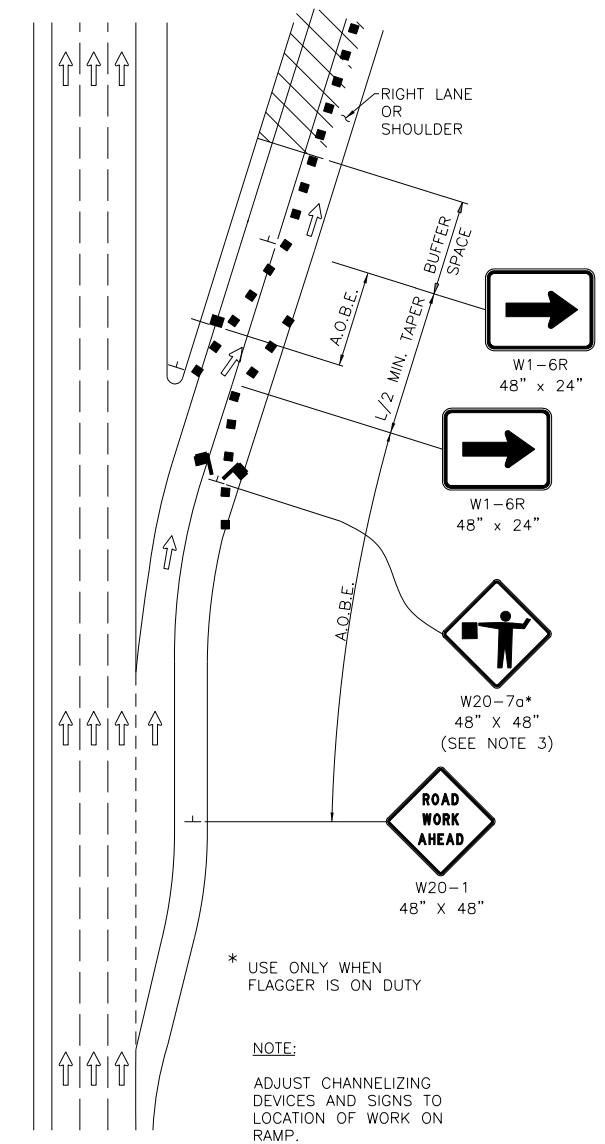 RIGHT LANE
OR
SHOULDER
BUFFER
SPACE
A.O.B.E.
L/2 MIN. TAPER
W1-6R
48" x 24"
W1-6R
48" x 24"
A.O.B.E.
W20-7a*
48" X 48"
(SEE NOTE 3)
ROAD
WORK
AHEAD
W20-1
48" X 48"
* USE ONLY WHEN
FLAGGER IS ON DUTY
NOTE:
ADJUST CHANNELIZING
DEVICES AND SIGNS TO
LOCATION OF WORK ON
RAMP.